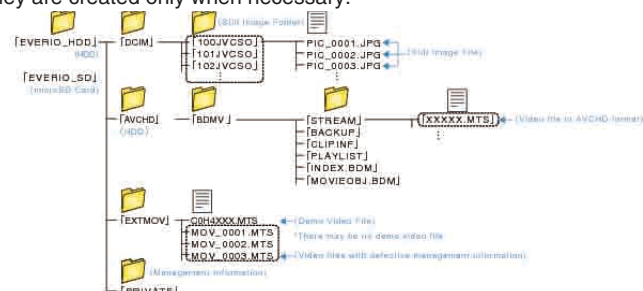 ney are created only when necessary.
(Still Image Folder)
[EVERIO_HDD] [DCIM] [100JVCSO] PIC_0001.JPG
(HDD) [101JVCSO] PIC_0002.JPG (Still Image File)
[102JVCSO] PIC_0003.JPG
[EVERIO_SD]
(microSD Card)
[AVCHD] [BDMV] [STREAM] [XXXXX.MTS] (Video file in AVCHD format)
(HDD) [BACKUP]
[CLIPINF]
[PLAYLIST]
[INDEX.BDM]
[MOVIEOBJ.BDM]
[EXTMOV] C0H4XXX.MTS (Demo Video File)
MOV_0001.MTS *There may be no demo video file
MOV_0002.MTS
MOV_0003.MTS (Video files with defective management information)
(Management Information)
[PRIVATE]